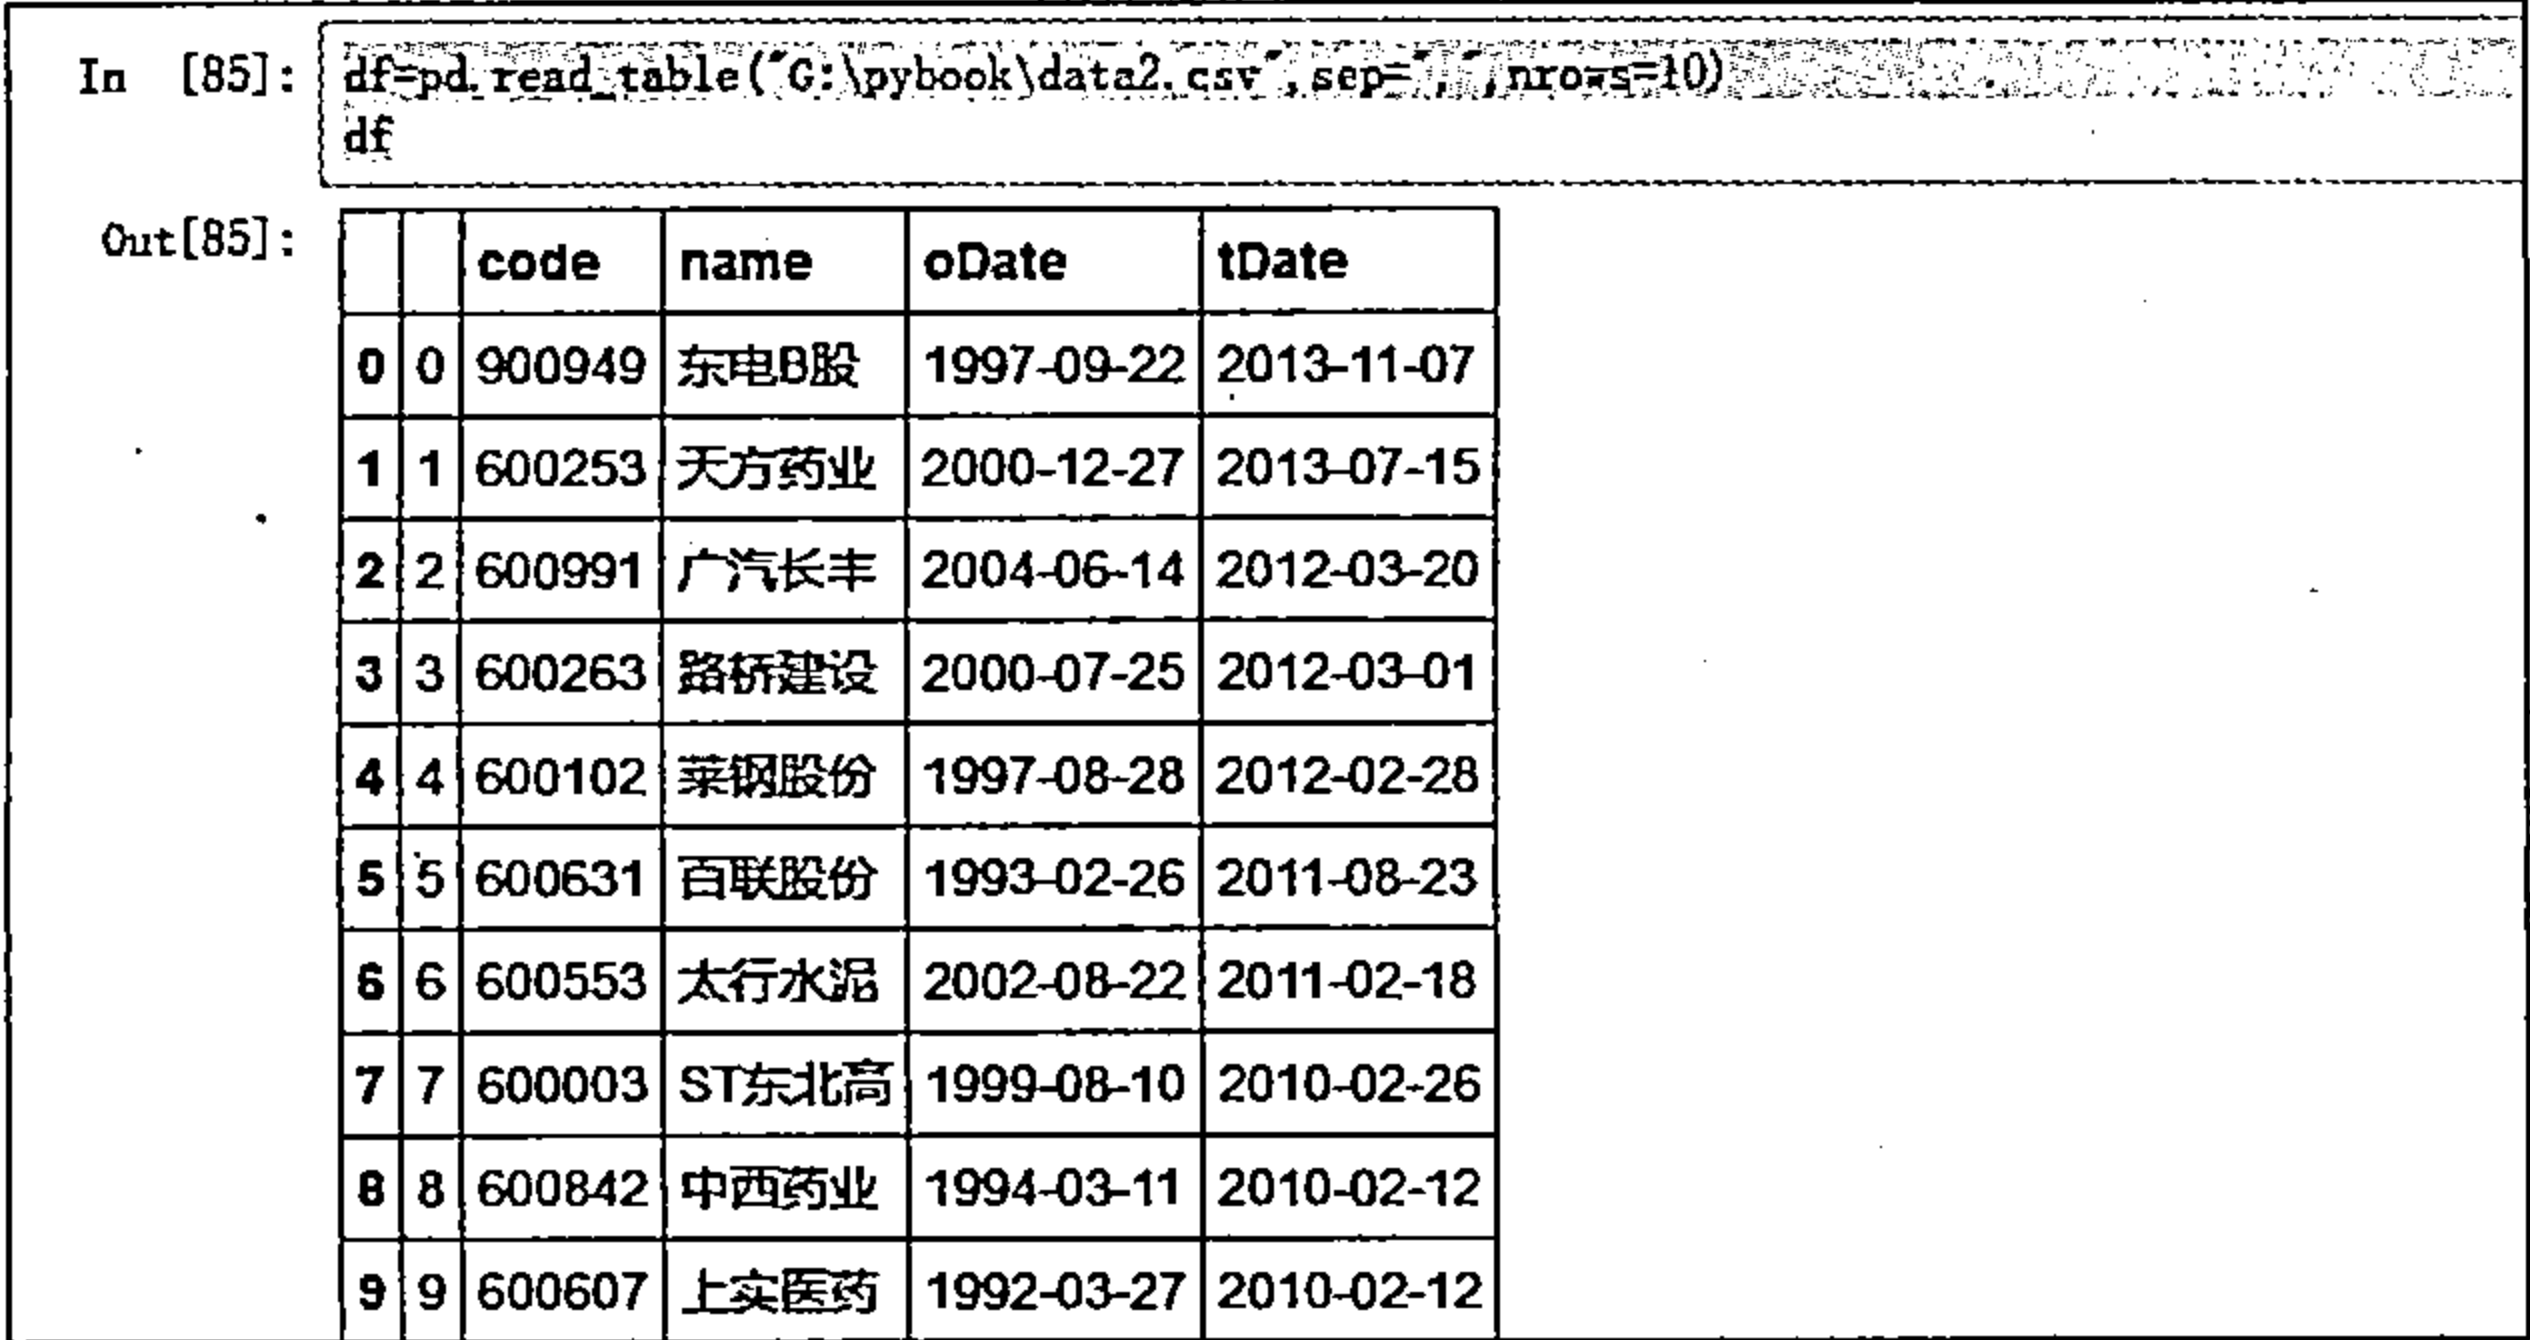 In [85]: df=pd.read_table("G:\pybook\data2.csv",sep=",",nrows=10)
df
Out[85]:
code name oDate tDate
0 0 900949 东电B股 1997-09-22 2013-11-07
1 1 600253 天方药业 2000-12-27 2013-07-15
2 2 600991 广汽长丰 2004-06-14 2012-03-20
3 3 600263 路桥建设 2000-07-25 2012-03-01
4 4 600102 莱钢股份 1997-08-28 2012-02-28
5 5 600631 百联股份 1993-02-26 2011-08-23
6 6 600553 太行水泥 2002-08-22 2011-02-18
7 7 600003 ST东北高 1999-08-10 2010-02-26
8 8 600842 中西药业 1994-03-11 2010-02-12
9 9 600607 上实医药 1992-03-27 2010-02-12